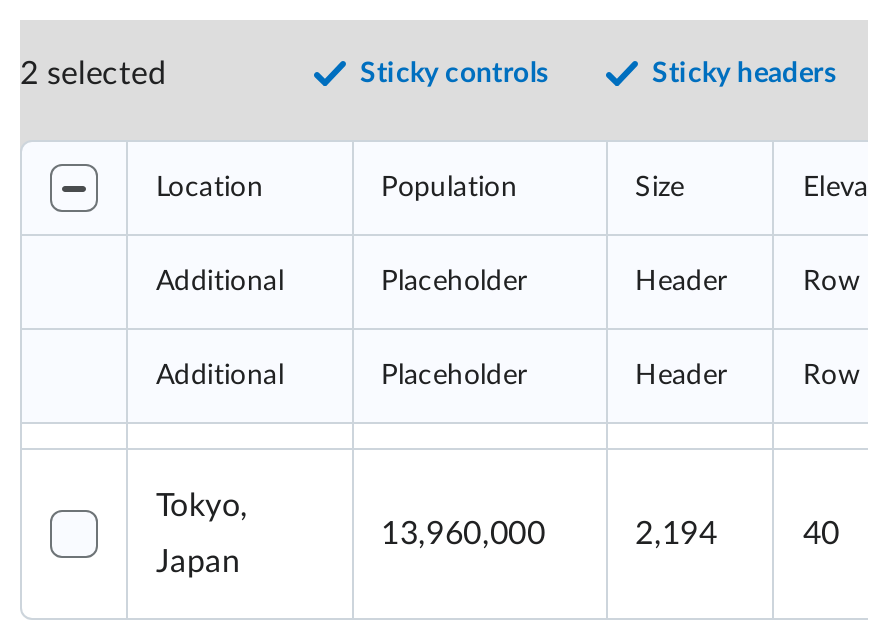 2 selected Sticky controls Sticky headers
Location Population Size Eleva
Additional Placeholder Header Row
Additional Placeholder Header Row
Tokyo,
Japan 13,960,000 2,194 40